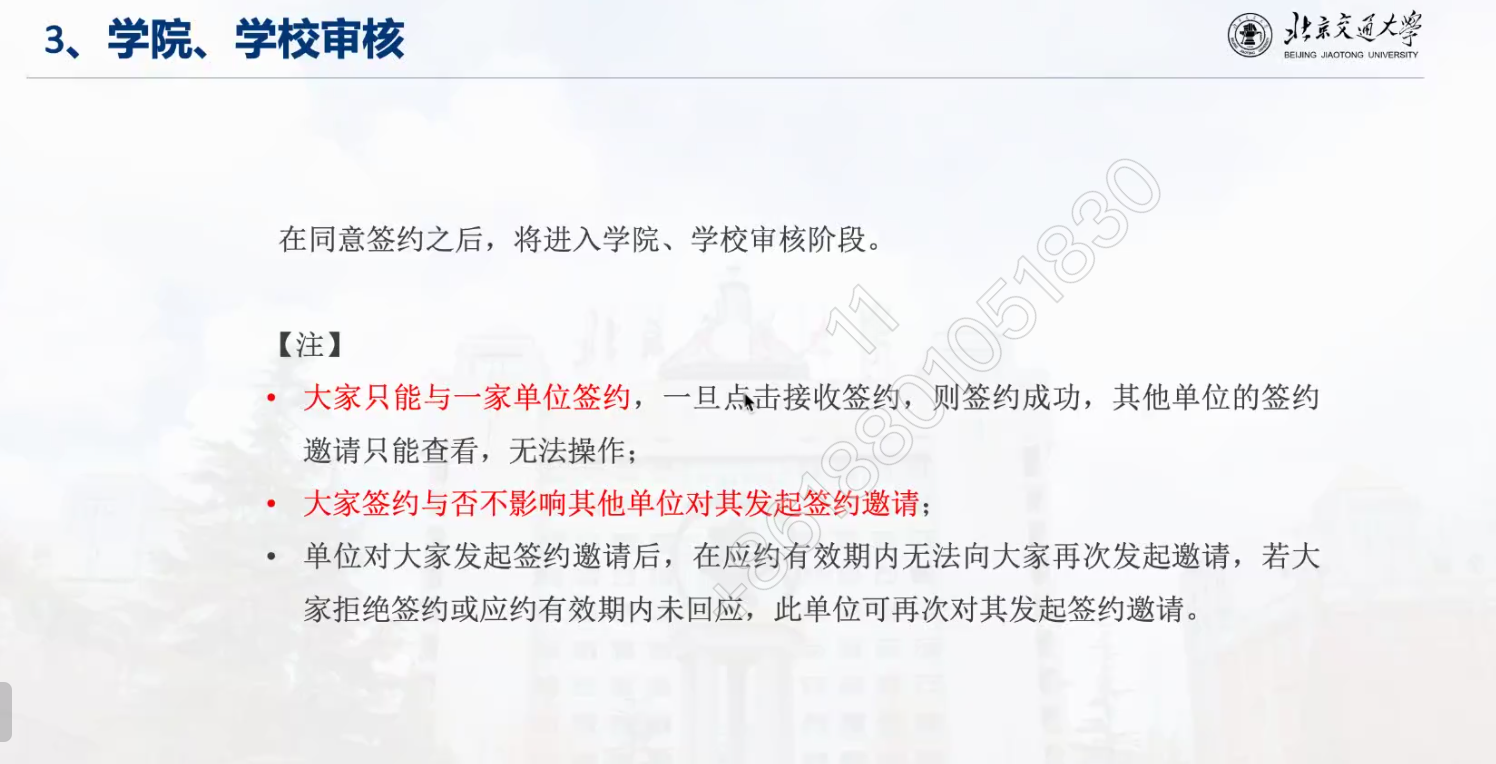 3、学院、学校审核
北京交通大学
BEIJING JIAOTONG UNIVERSITY
在同意签约之后，将进入学院、学校审核阶段。
【注】
• 大家只能与一家单位签约，一旦点击接收签约，则签约成功，其他单位的签约
邀请只能查看，无法操作；
• 大家签约与否不影响其他单位对其发起签约邀请；
• 单位对大家发起签约邀请后，在应约有效期内无法向大家再次发起邀请，若大
家拒绝签约或应约有效期内未回应，此单位可再次对其发起签约邀请。
11
+8618801051830